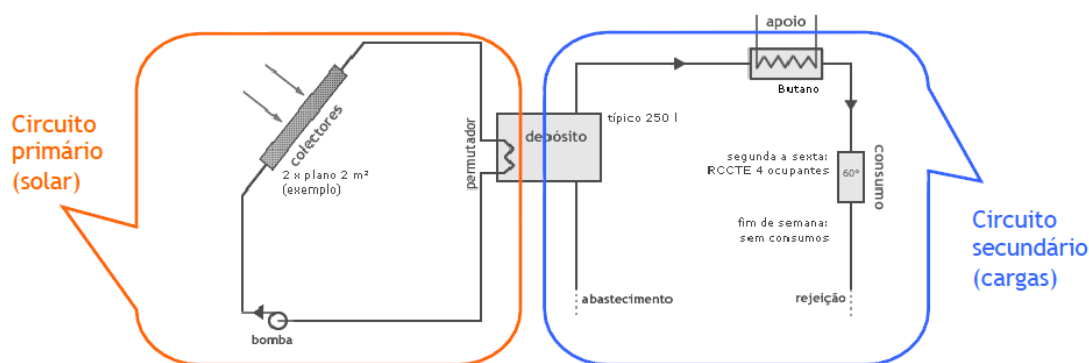 Circuito
primário
(solar)
colectores
2 x plano 2 m²
(exemplo)
bomba
permutador
depósito
típico 250 l
apoio
Butano
segunda a sexta:
RCCTE 4 ocupantes
60º
consumo
fim de semana:
sem consumos
abastecimento
rejeição
Circuito
secundário
(cargas)